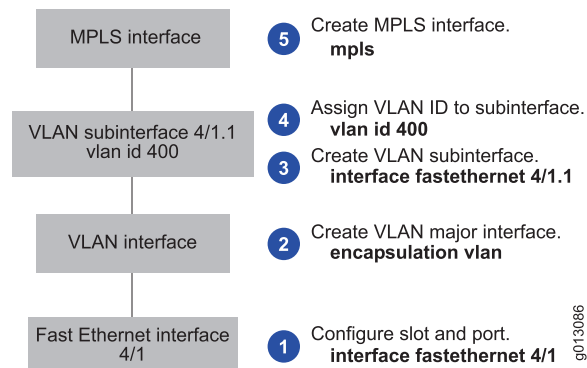 MPLS interface
5 Create MPLS interface.
mpls
VLAN subinterface 4/1.1
vlan id 400
4 Assign VLAN ID to subinterface.
vlan id 400
3 Create VLAN subinterface.
interface fastethernet 4/1.1
VLAN interface
2 Create VLAN major interface.
encapsulation vlan
Fast Ethernet interface
4/1
1 Configure slot and port.
interface fastethernet 4/1
g013086